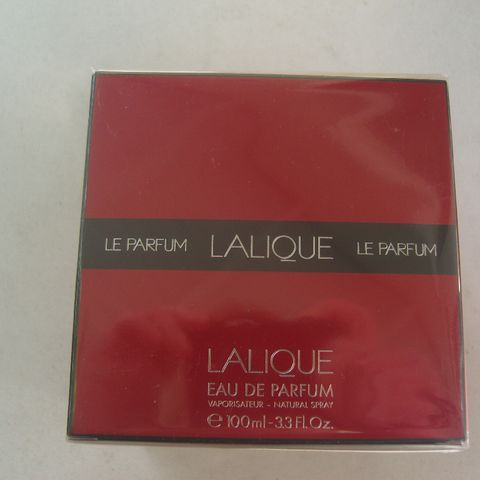 LE PARFUM LALIQUE LE PARFUM
LALIQUE
EAU DE PARFUM
VAPORISATEUR - NATURAL SPRAY
℮ 100ml-3.3 Fl.Oz.